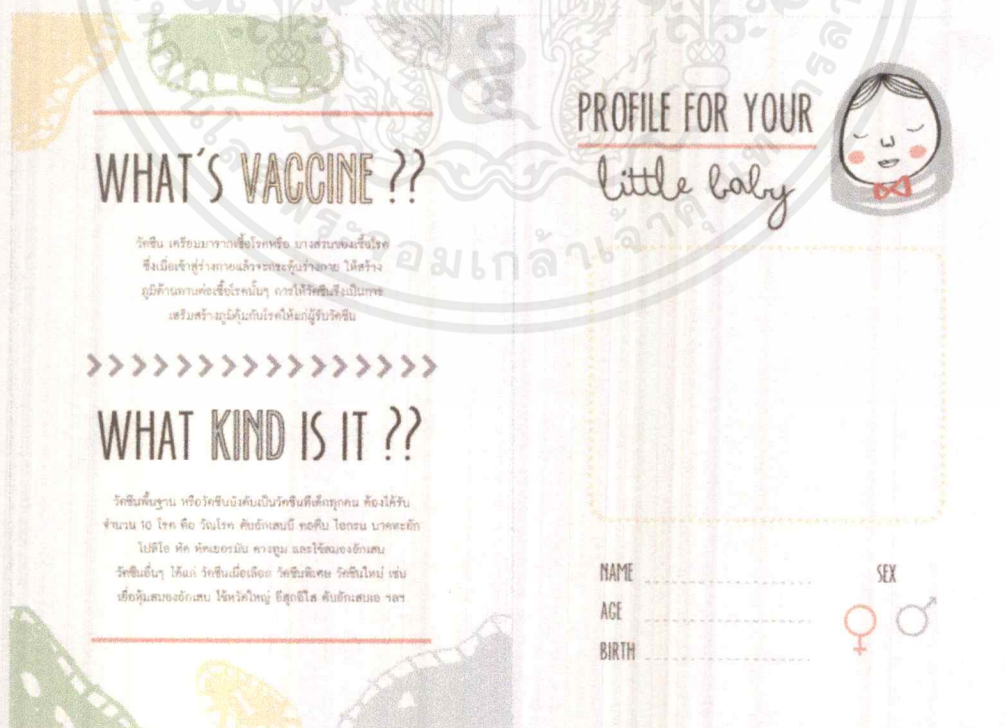 WHAT'S VACCINE ??
วัคซีน เตรียมมาจากเชื้อโรคหรือ บางส่วนของเชื้อโรค
ซึ่งเมื่อเข้าสู่ร่างกายแล้วจะกระตุ้นร่างกาย ให้สร้าง
ภูมิต้านทานต่อเชื้อโรคนั้นๆ การให้วัคซีนจึงเป็นการ
เสริมสร้างภูมิคุ้มกันโรคให้แก่ผู้รับวัคซีน
WHAT KIND IS IT ??
วัคซีนพื้นฐาน หรือวัคซีนบังคับเป็นวัคซีนที่เด็กทุกคน ต้องได้รับ
จำนวน 10 โรค คือ วัณโรค ตับอักเสบบี คอตีบ ไอกรน บาดทะยัก
โปลิโอ หัด หัดเยอรมัน คางทูม และไข้สมองอักเสบ
วัคซีนอื่นๆ ได้แก่ วัคซีนเผื่อเลือก วัคซีนพิเศษ วัคซีนใหม่ เช่น
เยื่อหุ้มสมองอักเสบ ไข้หวัดใหญ่ อีสุกอีใส ตับอักเสบเอ ฯลฯ
PROFILE FOR YOUR
little baby
NAME
SEX
AGE
BIRTH
พระจอมเกล้าเจ้าคุณ